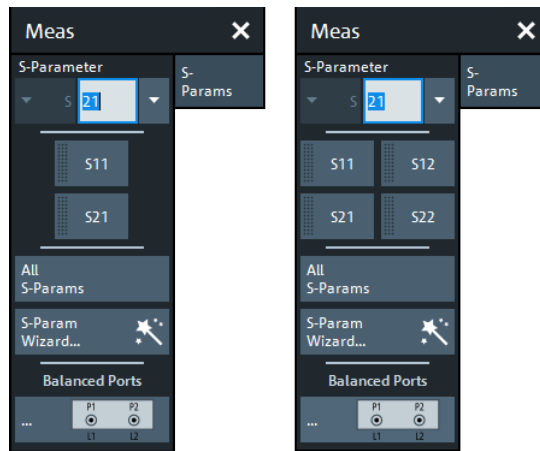 Meas
S-Parameter
S-
Params
S 21
S11
S21
All
S-Params
S-Param
Wizard...
Balanced Ports
...
P1 P2
L1 L2
Meas
S-Parameter
S-
Params
S 21
S11 S12
S21 S22
All
S-Params
S-Param
Wizard...
Balanced Ports
...
P1 P2
L1 L2